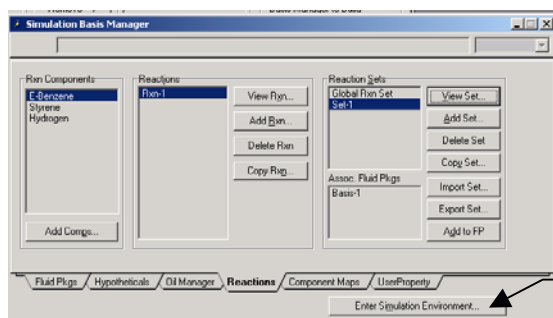 Simulation Basis Manager
Rxn Components
E-Benzene
Styrene
Hydrogen
Add Comps...
Reactions
Rxn-1
View Rxn...
Add Rxn...
Delete Rxn
Copy Rxn...
Reaction Sets
Global Rxn Set
Set-1
Assoc. Fluid Pkgs
Basis-1
View Set...
Add Set...
Delete Set
Copy Set...
Import Set...
Export Set...
Add to FP
Fluid Pkgs
Hypotheticals
Oil Manager
Reactions
Component Maps
UserProperty
Enter Simulation Environment...